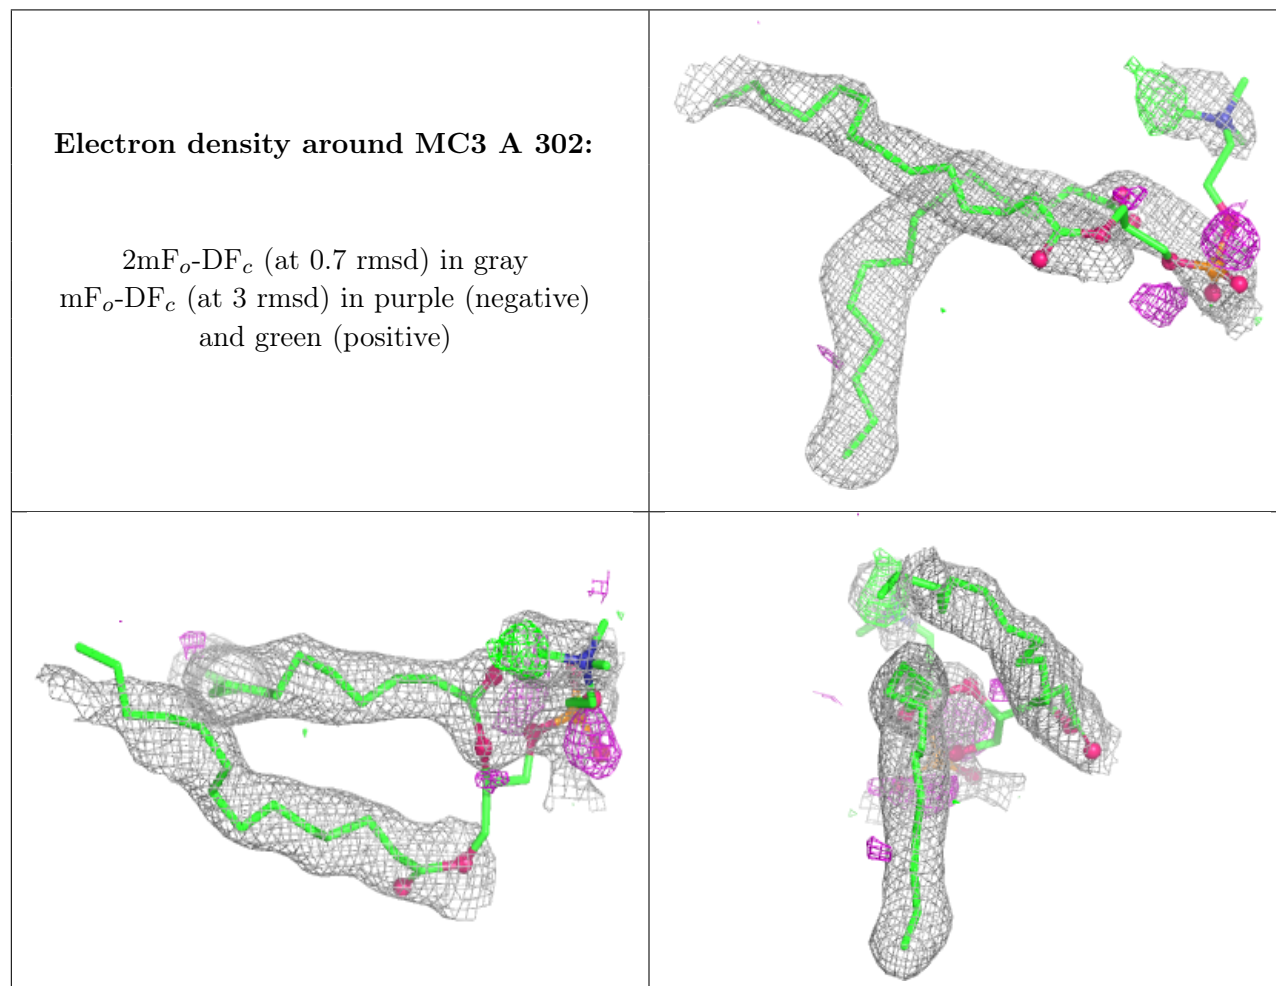 Electron density around MC3 A 302:
2mFo-DFc (at 0.7 rmsd) in gray
mFo-DFc (at 3 rmsd) in purple (negative)
and green (positive)